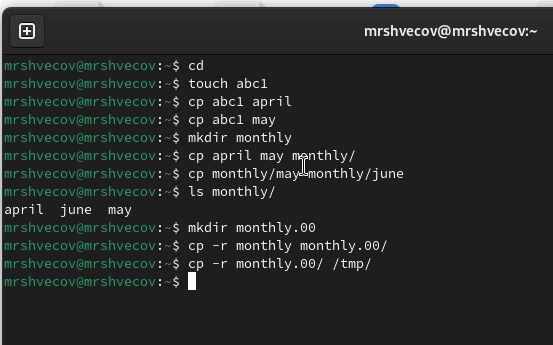 mrshvecov@mrshvecov:~
mrshvecov@mrshvecov:~$ cd
mrshvecov@mrshvecov:~$ touch abc1
mrshvecov@mrshvecov:~$ cp abc1 april
mrshvecov@mrshvecov:~$ cp abc1 may
mrshvecov@mrshvecov:~$ mkdir monthly
mrshvecov@mrshvecov:~$ cp april may monthly/
mrshvecov@mrshvecov:~$ cp monthly/may monthly/june
mrshvecov@mrshvecov:~$ ls monthly/
april  june  may
mrshvecov@mrshvecov:~$ mkdir monthly.00
mrshvecov@mrshvecov:~$ cp -r monthly monthly.00/
mrshvecov@mrshvecov:~$ cp -r monthly.00/ /tmp/
mrshvecov@mrshvecov:~$